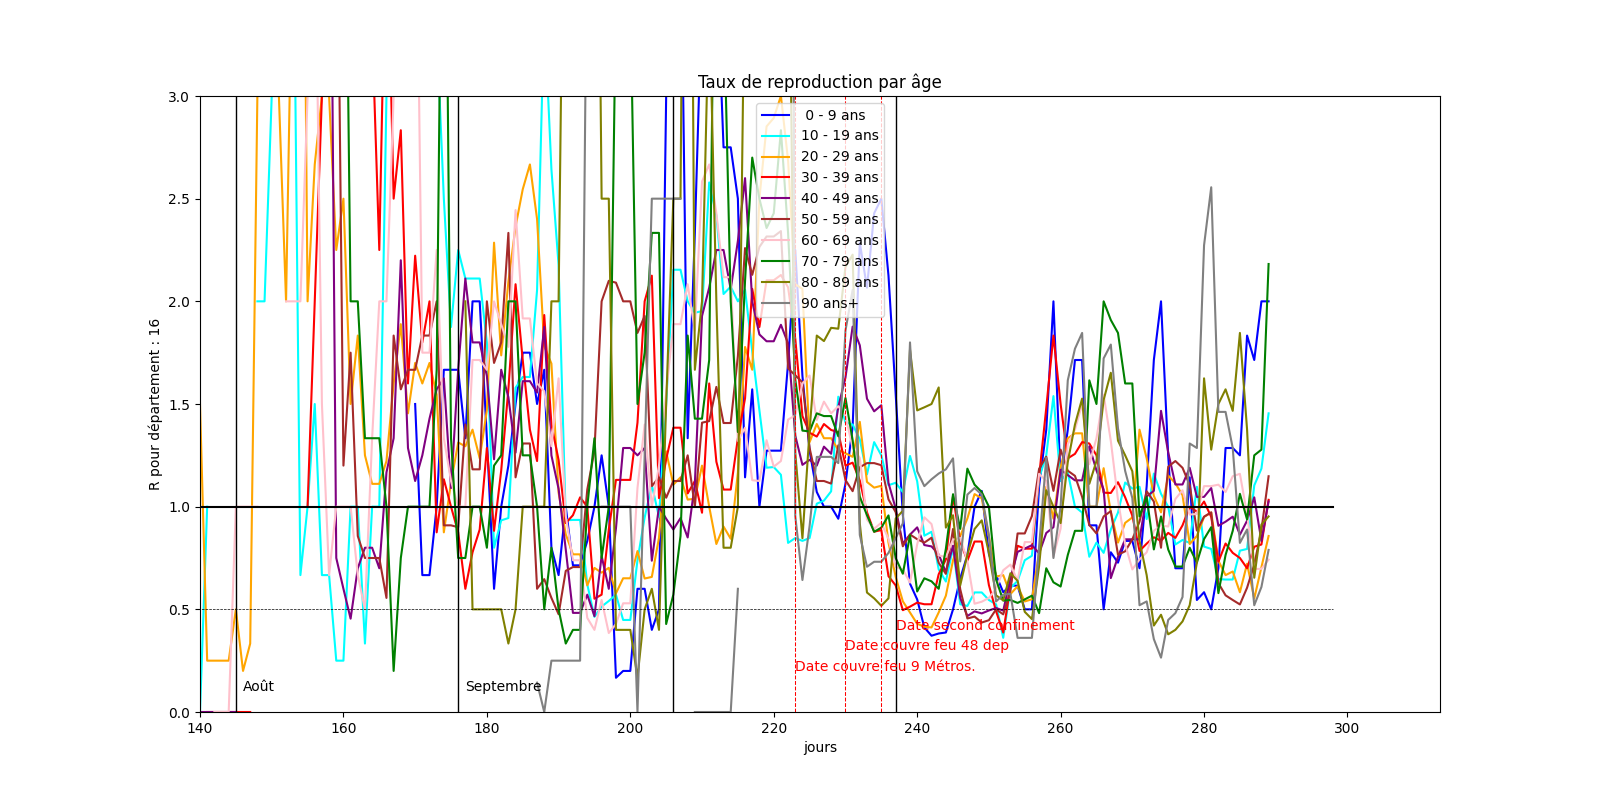 Taux de reproduction par âge
R pour département : 16
3.0
2.5
2.0
1.5
1.0
0.5
0.0
0 - 9 ans
10 - 19 ans
20 - 29 ans
30 - 39 ans
40 - 49 ans
50 - 59 ans
60 - 69 ans
70 - 79 ans
80 - 89 ans
90 ans+
Date second confinement
Date couvre feu 48 dep
Date couvre feu 9 Métros.
Août
Septembre
140
160
180
200
220
240
260
280
300
jours